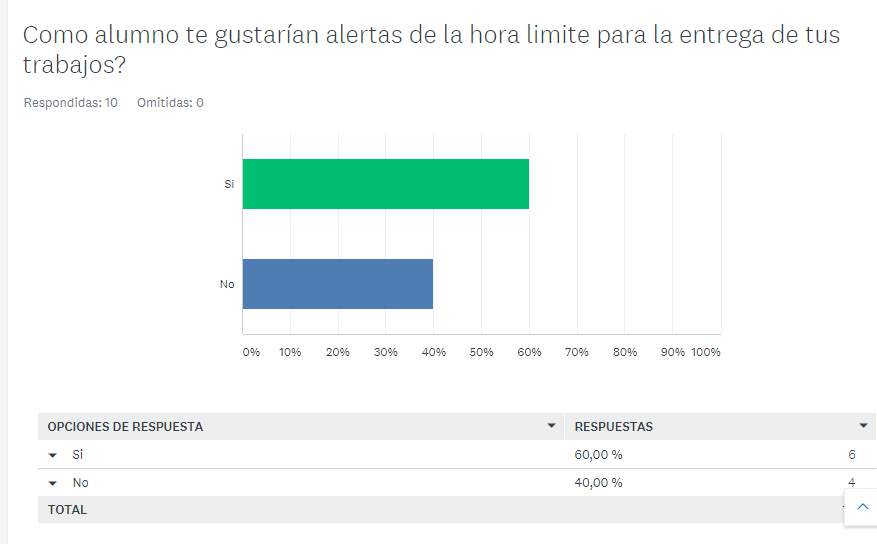 Como alumno te gustarían alertas de la hora limite para la entrega de tus
trabajos?
Respondidas: 10 Omitidas: 0
Si
No
0% 10% 20% 30% 40% 50% 60% 70% 80% 90% 100%
OPCIONES DE RESPUESTA RESPUESTAS
Si 60,00 % 6
No 40,00 % 4
TOTAL